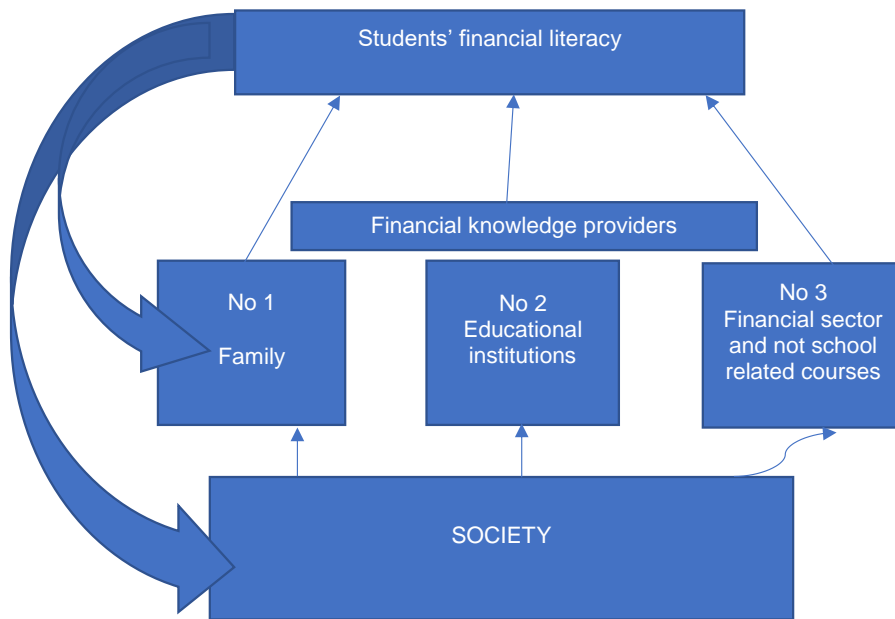 Students’ financial literacy
Financial knowledge providers
No 1
Family
No 2
Educational
institutions
No 3
Financial sector
and not school
related courses
SOCIETY